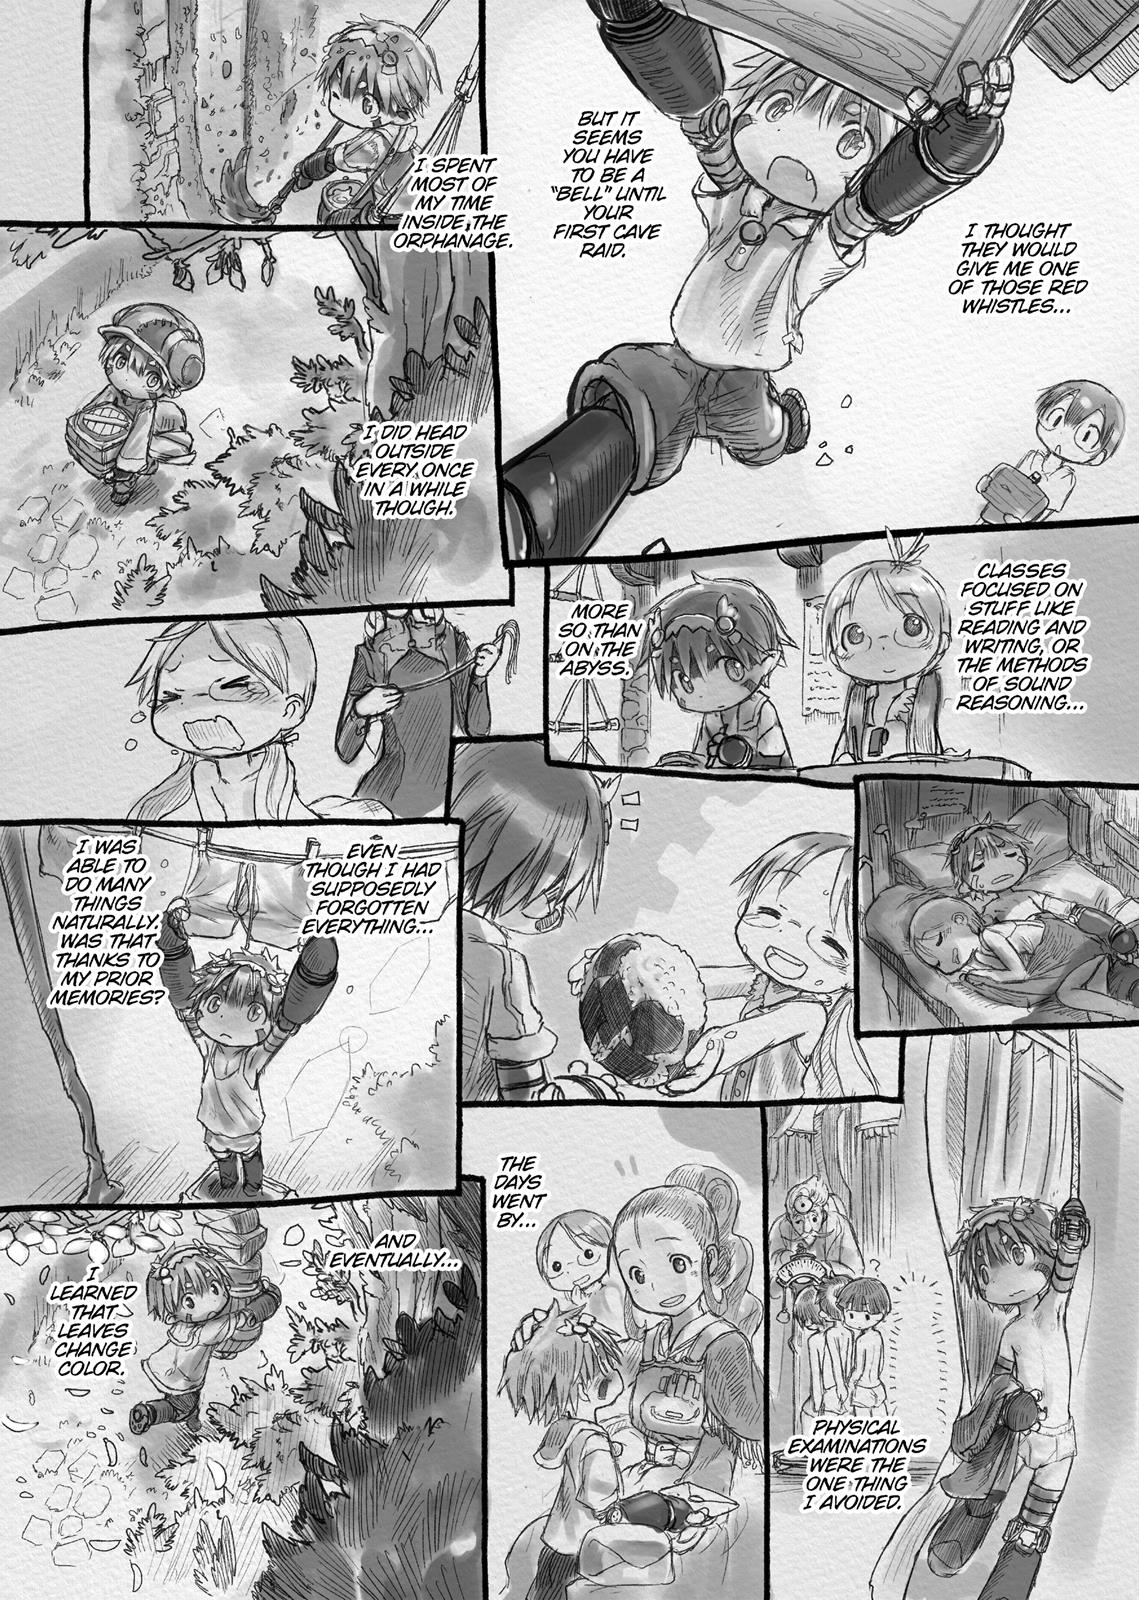 I THOUGHT
THEY WOULD
GIVE ME ONE
OF THOSE RED
WHISTLES...
BUT IT
SEEMS
YOU HAVE
TO BE A
"BELL" UNTIL
YOUR
FIRST CAVE
RAID.
I SPENT
MOST OF
MY TIME
INSIDE THE
ORPHANAGE.
I DID HEAD
OUTSIDE
EVERY ONCE
IN A WHILE
THOUGH.
CLASSES
FOCUSED ON
STUFF LIKE
READING AND
WRITING, OR
THE METHODS
OF SOUND
REASONING...
MORE
SO THAN
ON THE
ABYSS.
EVEN
THOUGH I HAD
SUPPOSEDLY
FORGOTTEN
EVERYTHING...
I WAS
ABLE TO
DO MANY
THINGS
NATURALLY.
WAS THAT
THANKS TO
MY PRIOR
MEMORIES?
?
PHYSICAL
EXAMINATIONS
WERE THE
ONE THING
I AVOIDED.
THE
DAYS
WENT
BY...
AND
EVENTUALLY...
I
LEARNED
THAT
LEAVES
CHANGE
COLOR.